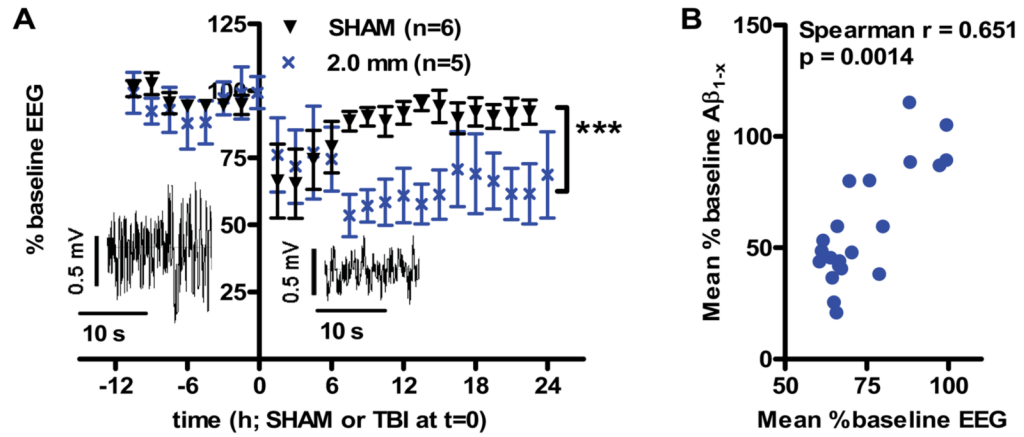 A
SHAM (n=6)
2.0 mm (n=5)
% baseline EEG
125
100
75
50
25
***
0.5 mV
10 s
0.5 mV
10 s
-12
-6
0
6
12
18
24
time (h; SHAM or TBI at t=0)
B
Spearman r = 0.651
p = 0.0014
Mean % baseline Aβ1-x
150
100
50
0
50
75
100
Mean %baseline EEG